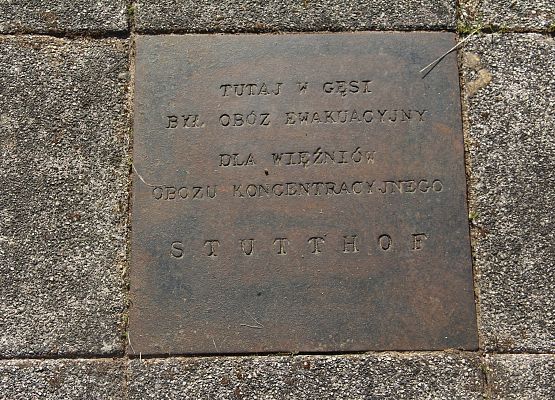 TUTAJ W GĘSI
BYŁ OBÓZ EWAKUACYJNY
DLA WIĘŹNIÓW
OBOZU KONCENTRACYJNEGO
STUTTHOF